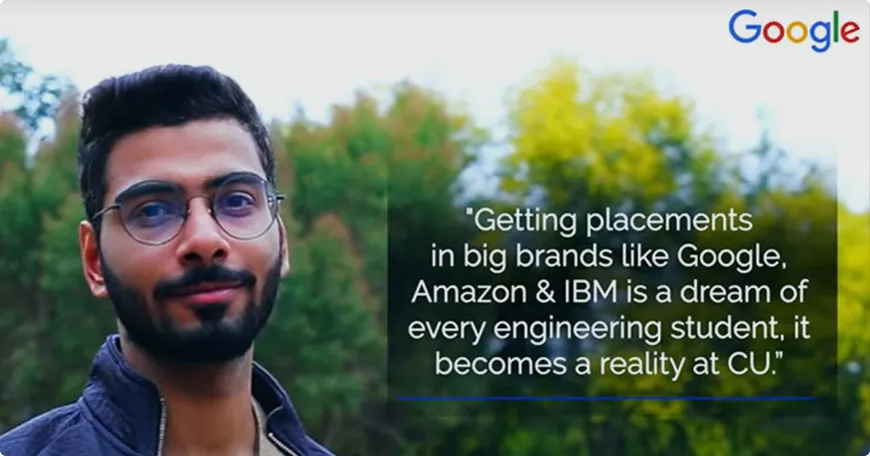 Google
"Getting placements
in big brands like Google,
Amazon & IBM is a dream of
every engineering student, it
becomes a reality at CU."